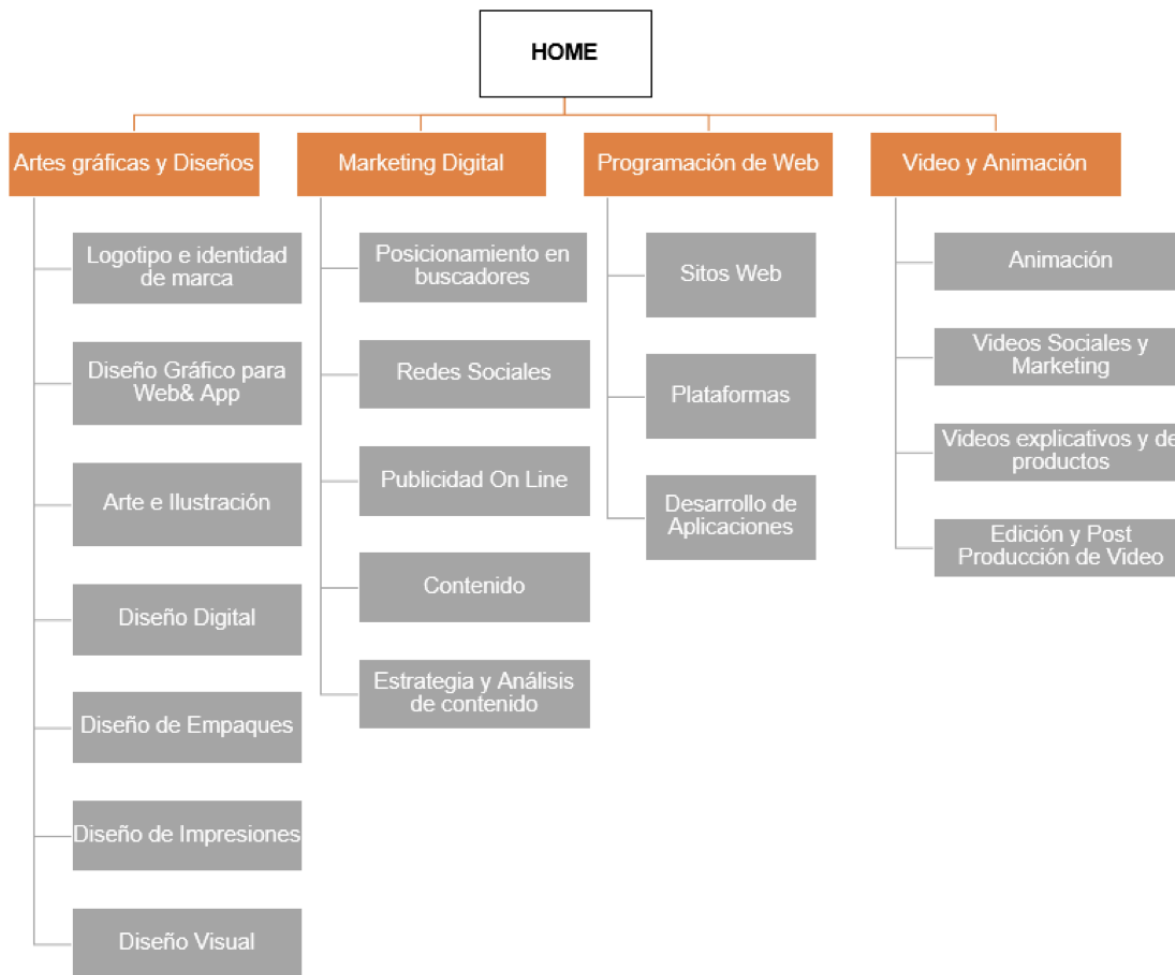 HOME
Artes gráficas y Diseños
Logotipo e identidad
de marca
Diseño Gráfico para
Web& App
Arte e Ilustración
Diseño Digital
Diseño de Empaques
Diseño de Impresiones
Diseño Visual
Marketing Digital
Posicionamiento en
buscadores
Redes Sociales
Publicidad On Line
Contenido
Estrategia y Análisis
de contenido
Programación de Web
Sitos Web
Plataformas
Desarrollo de
Aplicaciones
Video y Animación
Animación
Videos Sociales y
Marketing
Videos explicativos y de
productos
Edición y Post
Producción de Video